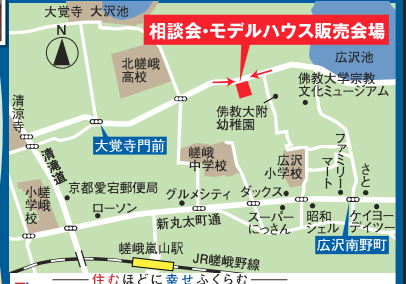 大覚寺 大沢池
相談会・モデルハウス販売会場
N
北嵯峨
高校
広沢池
佛教大学宗教
文化ミュージアム
清涼寺
佛教大附
幼稚園
大覚寺門前
嵯峨
中学校
広沢
小学校
ファミリー
マート
さと
清滝道
小嵯
学峨
校
京都愛宕郵便局
ローソン
グルメシティ
ダックス
新丸太町通
スーパー
にっさん
昭和
シェル
ケイヨー
デイツー
広沢南野町
嵯峨嵐山駅
JR嵯峨野線
住むほどに幸せふくらむ